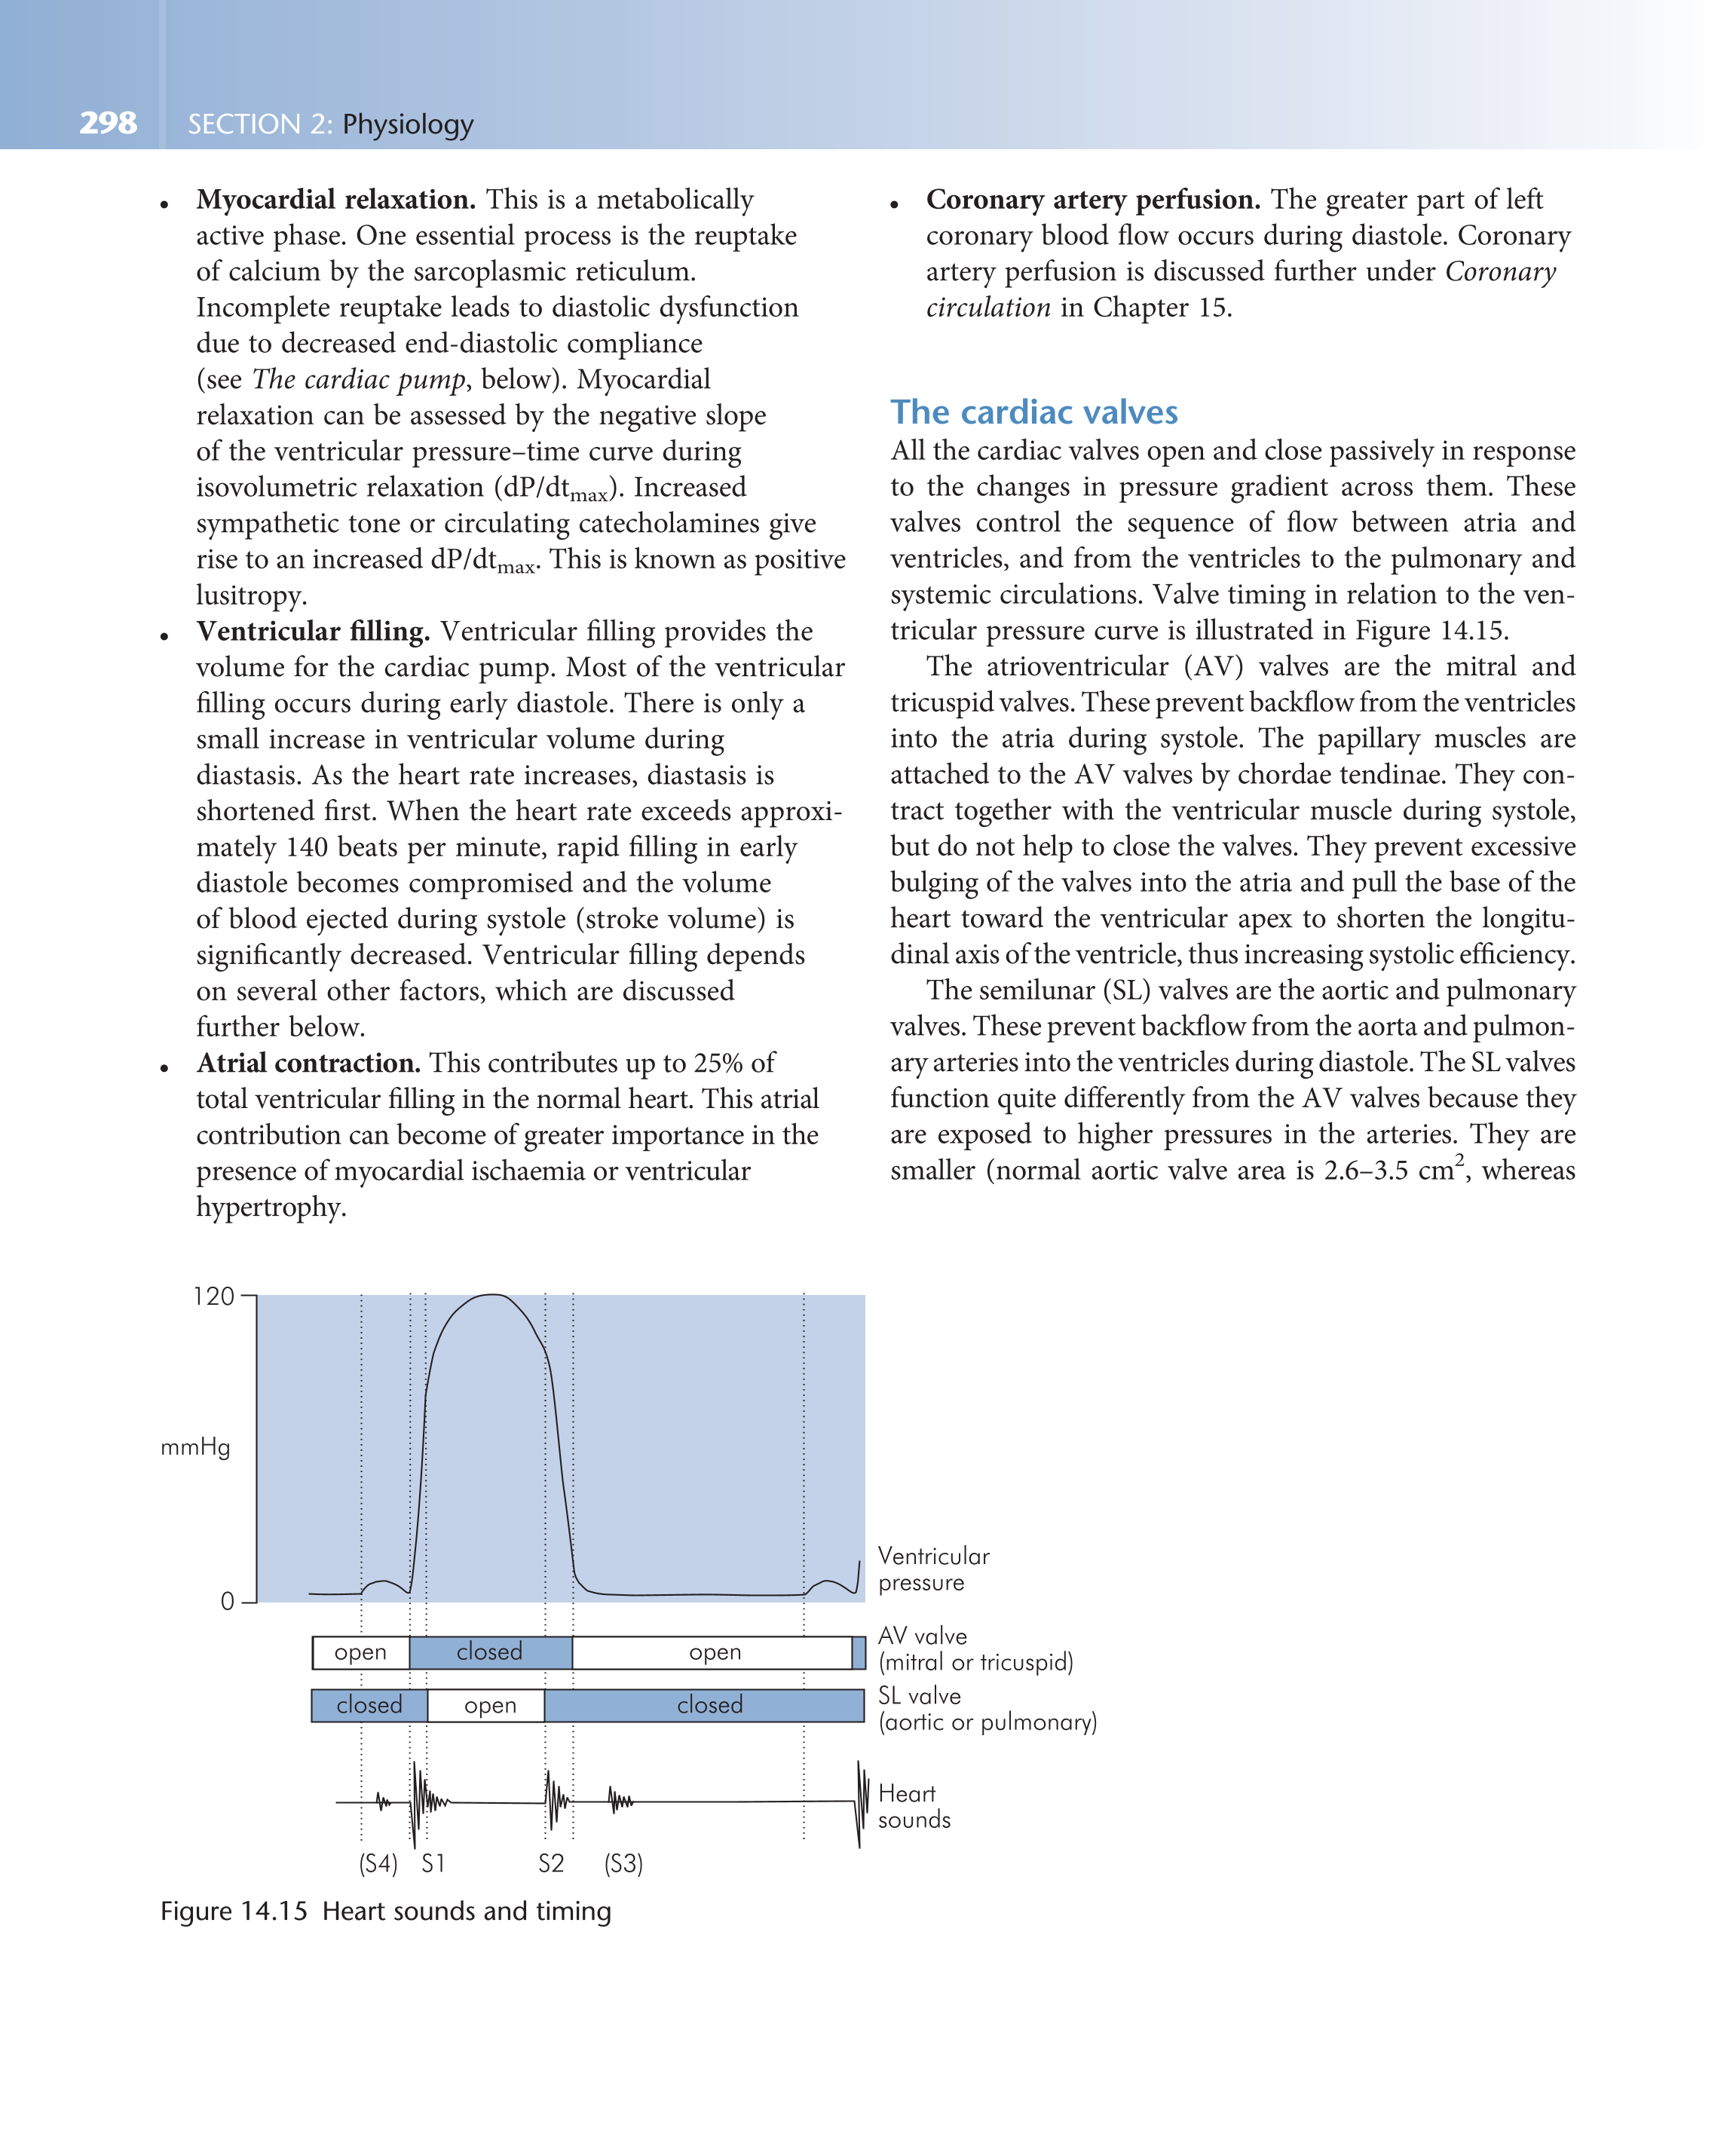 298 SECTION 2: Physiology
• Myocardial relaxation. This is a metabolically
active phase. One essential process is the reuptake
of calcium by the sarcoplasmic reticulum.
Incomplete reuptake leads to diastolic dysfunction
due to decreased end-diastolic compliance
(see The cardiac pump, below). Myocardial
relaxation can be assessed by the negative slope
of the ventricular pressure–time curve during
isovolumetric relaxation (dP/dtmax). Increased
sympathetic tone or circulating catecholamines give
rise to an increased dP/dtmax. This is known as positive
lusitropy.
• Ventricular filling. Ventricular filling provides the
volume for the cardiac pump. Most of the ventricular
filling occurs during early diastole. There is only a
small increase in ventricular volume during
diastasis. As the heart rate increases, diastasis is
shortened first. When the heart rate exceeds approxi-
mately 140 beats per minute, rapid filling in early
diastole becomes compromised and the volume
of blood ejected during systole (stroke volume) is
significantly decreased. Ventricular filling depends
on several other factors, which are discussed
further below.
• Atrial contraction. This contributes up to 25% of
total ventricular filling in the normal heart. This atrial
contribution can become of greater importance in the
presence of myocardial ischaemia or ventricular
hypertrophy.
• Coronary artery perfusion. The greater part of left
coronary blood flow occurs during diastole. Coronary
artery perfusion is discussed further under Coronary
circulation in Chapter 15.
The cardiac valves
All the cardiac valves open and close passively in response
to the changes in pressure gradient across them. These
valves control the sequence of flow between atria and
ventricles, and from the ventricles to the pulmonary and
systemic circulations. Valve timing in relation to the ven-
tricular pressure curve is illustrated in Figure 14.15.
The atrioventricular (AV) valves are the mitral and
tricuspid valves. These prevent backflow from the ventricles
into the atria during systole. The papillary muscles are
attached to the AV valves by chordae tendinae. They con-
tract together with the ventricular muscle during systole,
but do not help to close the valves. They prevent excessive
bulging of the valves into the atria and pull the base of the
heart toward the ventricular apex to shorten the longitu-
dinal axis of the ventricle, thus increasing systolic efficiency.
The semilunar (SL) valves are the aortic and pulmonary
valves. These prevent backflow from the aorta and pulmon-
ary arteries into the ventricles during diastole. The SL valves
function quite differently from the AV valves because they
are exposed to higher pressures in the arteries. They are
smaller (normal aortic valve area is 2.6–3.5 cm², whereas
120
mmHg
0
Ventricular
pressure
open closed open
AV valve
(mitral or tricuspid)
closed open closed
SL valve
(aortic or pulmonary)
Heart
sounds
(S4) S1 S2 (S3)
Figure 14.15 Heart sounds and timing